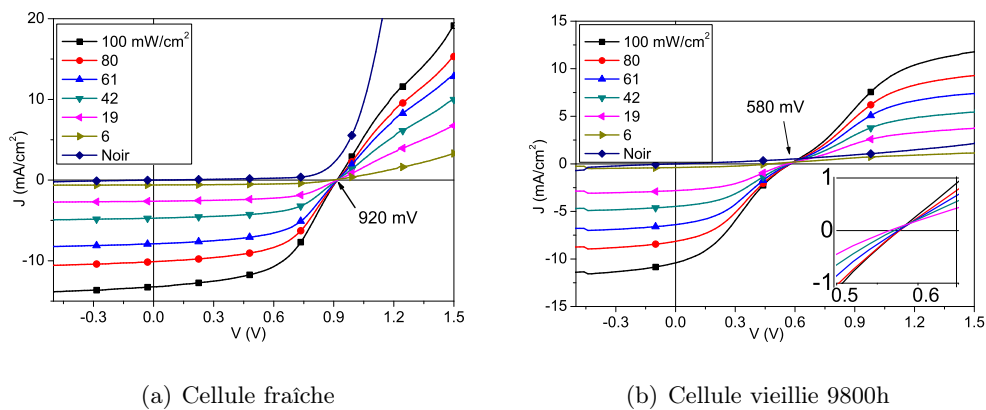 20
10
0
-10
-0.3 0.0 0.3 0.6 0.9 1.2 1.5
J (mA/cm²)
V (V)
100 mW/cm²
80
61
42
19
6
Noir
920 mV
(a) Cellule fraîche
15
10
5
0
-5
-10
-15
-0.3 0.0 0.3 0.6 0.9 1.2 1.5
J (mA/cm²)
V (V)
100 mW/cm²
80
61
42
19
6
Noir
580 mV
1
0
-1
0.5 0.6
(b) Cellule vieillie 9800h